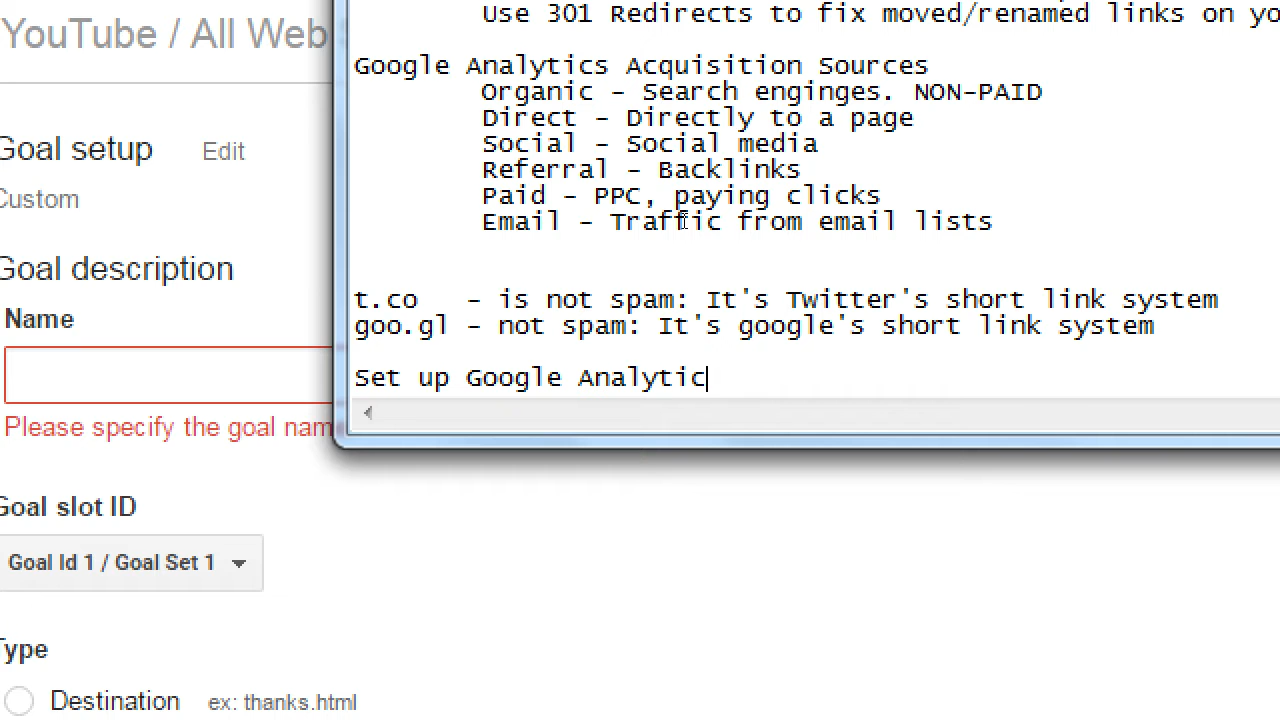 YouTube / All Web
Goal setup Edit
Custom
Goal description
Name
Please specify the goal nam
Goal slot ID
Goal Id 1 / Goal Set 1
Type
Destination ex: thanks.html
Use 301 Redirects to fix moved/renamed links on yo
Google Analytics Acquisition Sources
Organic – Search enginges. NON–PAID
Direct – Directly to a page
Social – Social media
Referral – Backlinks
Paid – PPC, paying clicks
Email – Traffic from email lists
t.co – is not spam: It's Twitter's short link system
goo.gl – not spam: It's google's short link system
Set up Google Analytic